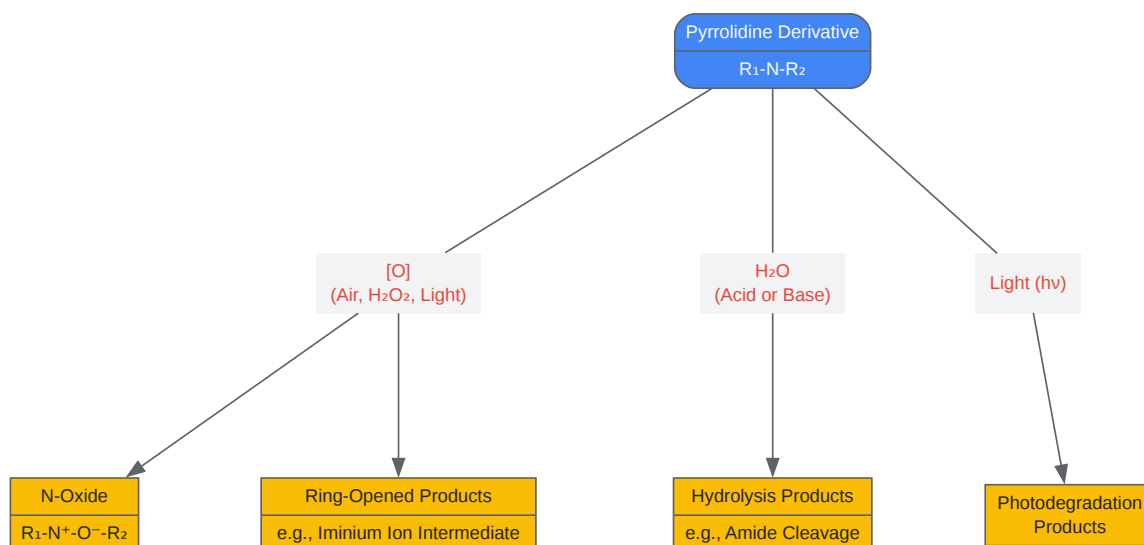 Pyrrolidine Derivative
R₁-N-R₂
[O]
(Air, H₂O₂, Light)
H₂O
(Acid or Base)
Light (hν)
N-Oxide
R₁-N⁺-O⁻-R₂
Ring-Opened Products
e.g., Iminium Ion Intermediate
Hydrolysis Products
e.g., Amide Cleavage
Photodegradation
Products